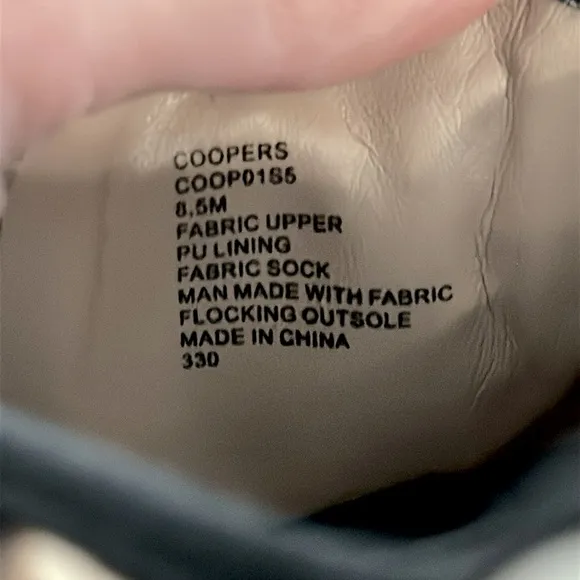 COOPERS
COOP01S5
8.5M
FABRIC UPPER
PU LINING
FABRIC SOCK
MAN MADE WITH FABRIC
FLOCKING OUTSOLE
MADE IN CHINA
330